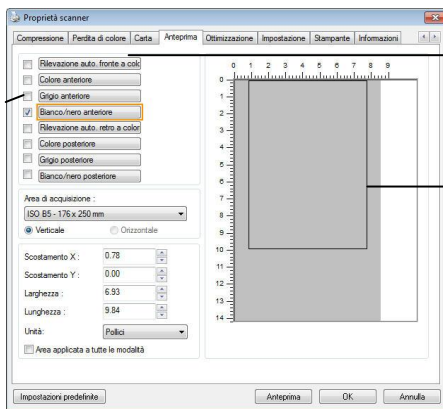 Proprietà scanner
Compressione Perdita di colore Carta Anteprima Ottimizzazione Impostazione Stampante Informazioni
Rilevazione auto. fronte a colo
Colore anteriore
Grigio anteriore
Bianco/nero anteriore
Rilevazione auto. retro a color
Colore posteriore
Grigio posteriore
Bianco/nero posteriore
Area di acquisizione :
ISO B5 - 176 x 250 mm
Verticale Orizzontale
Scostamento X : 0.78
Scostamento Y : 0.00
Larghezza : 6.93
Lunghezza : 9.84
Unità: Pollici
Area applicata a tutte le modalità
0 1 2 3 4 5 6 7 8 9
0
1
2
3
4
5
6
7
8
9
10
11
12
13
14
Impostazioni predefinite Anteprima OK Annulla